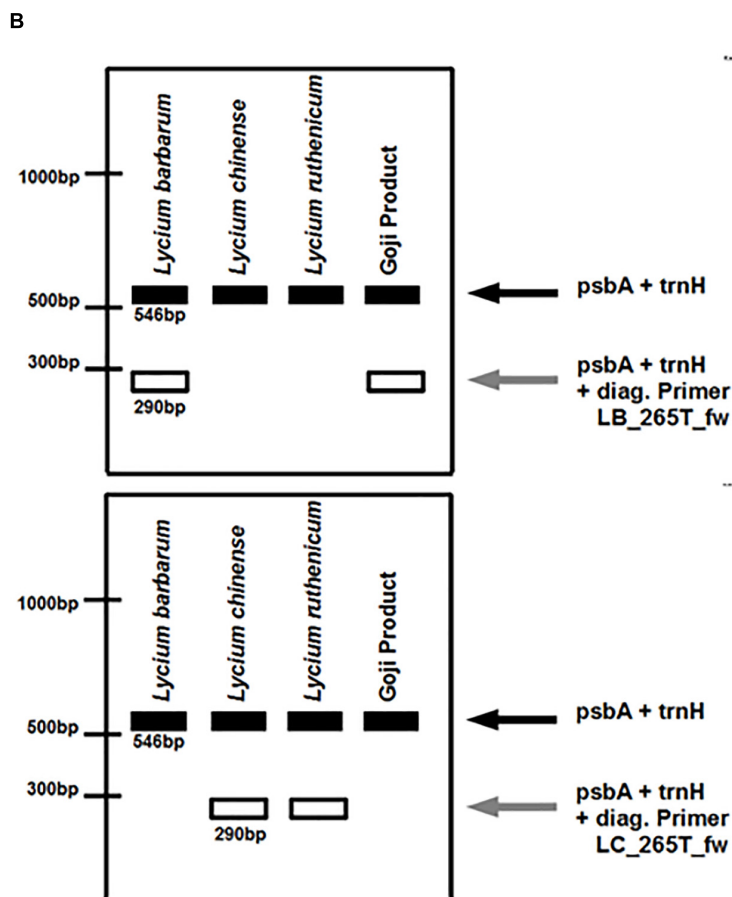 B
Lycium barbarum
Lycium chinense
Lycium ruthenicum
Goji Product
1000bp
500bp
300bp
546bp
290bp
psbA + trnH
psbA + trnH
+ diag. Primer
LB_265T_fw
Lycium barbarum
Lycium chinense
Lycium ruthenicum
Goji Product
1000bp
500bp
300bp
546bp
290bp
psbA + trnH
psbA + trnH
+ diag. Primer
LC_265T_fw